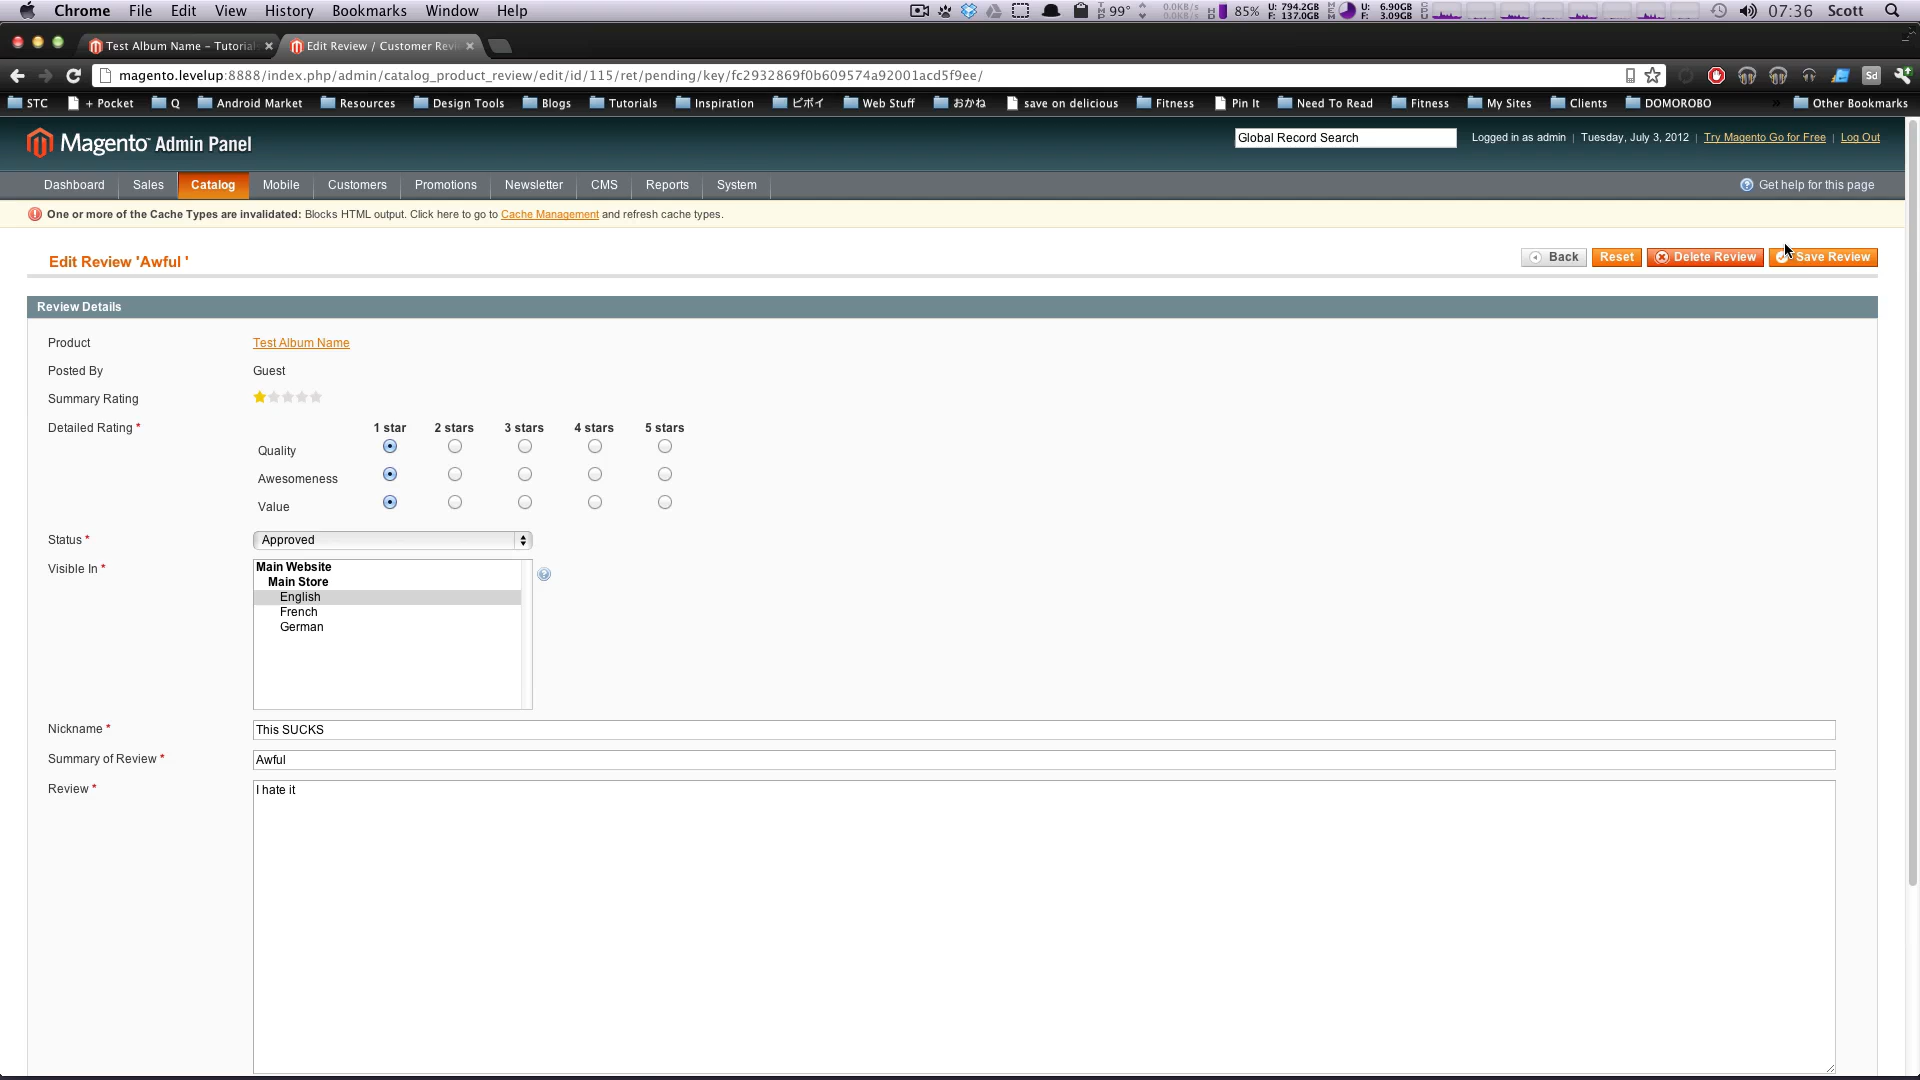 Chrome File Edit View History Bookmarks Window Help 99° 0.0KB/s 0.0KB/s 85% U: 794.2GB F: 137.0GB U: 6.90GB F: 3.09GB 07:36 Scott
Test Album Name – Tutorial Edit Review / Customer Revi
magento.levelup:8888/index.php/admin/catalog_product_review/edit/id/115/ret/pending/key/fc2932869f0b609574a92001acd5f9ee/ Sd
STC + Pocket Q Android Market Resources Design Tools Blogs Tutorials Inspiration ビボイ Web Stuff おかね save on delicious Fitness Pin It Need To Read Fitness My Sites Clients DOMOROBO » Other Bookmarks
Magento Admin Panel Global Record Search Logged in as admin | Tuesday, July 3, 2012 | Try Magento Go for Free | Log Out
Dashboard Sales Catalog Mobile Customers Promotions Newsletter CMS Reports System Get help for this page
One or more of the Cache Types are invalidated: Blocks HTML output. Click here to go to Cache Management and refresh cache types.
Edit Review 'Awful ' Back Reset Delete Review Save Review
Review Details
Product Test Album Name
Posted By Guest
Summary Rating
Detailed Rating * 1 star 2 stars 3 stars 4 stars 5 stars
Quality
Awesomeness
Value
Status * Approved
Visible In * Main Website
Main Store
English
French
German
Nickname * This SUCKS
Summary of Review * Awful
Review * I hate it